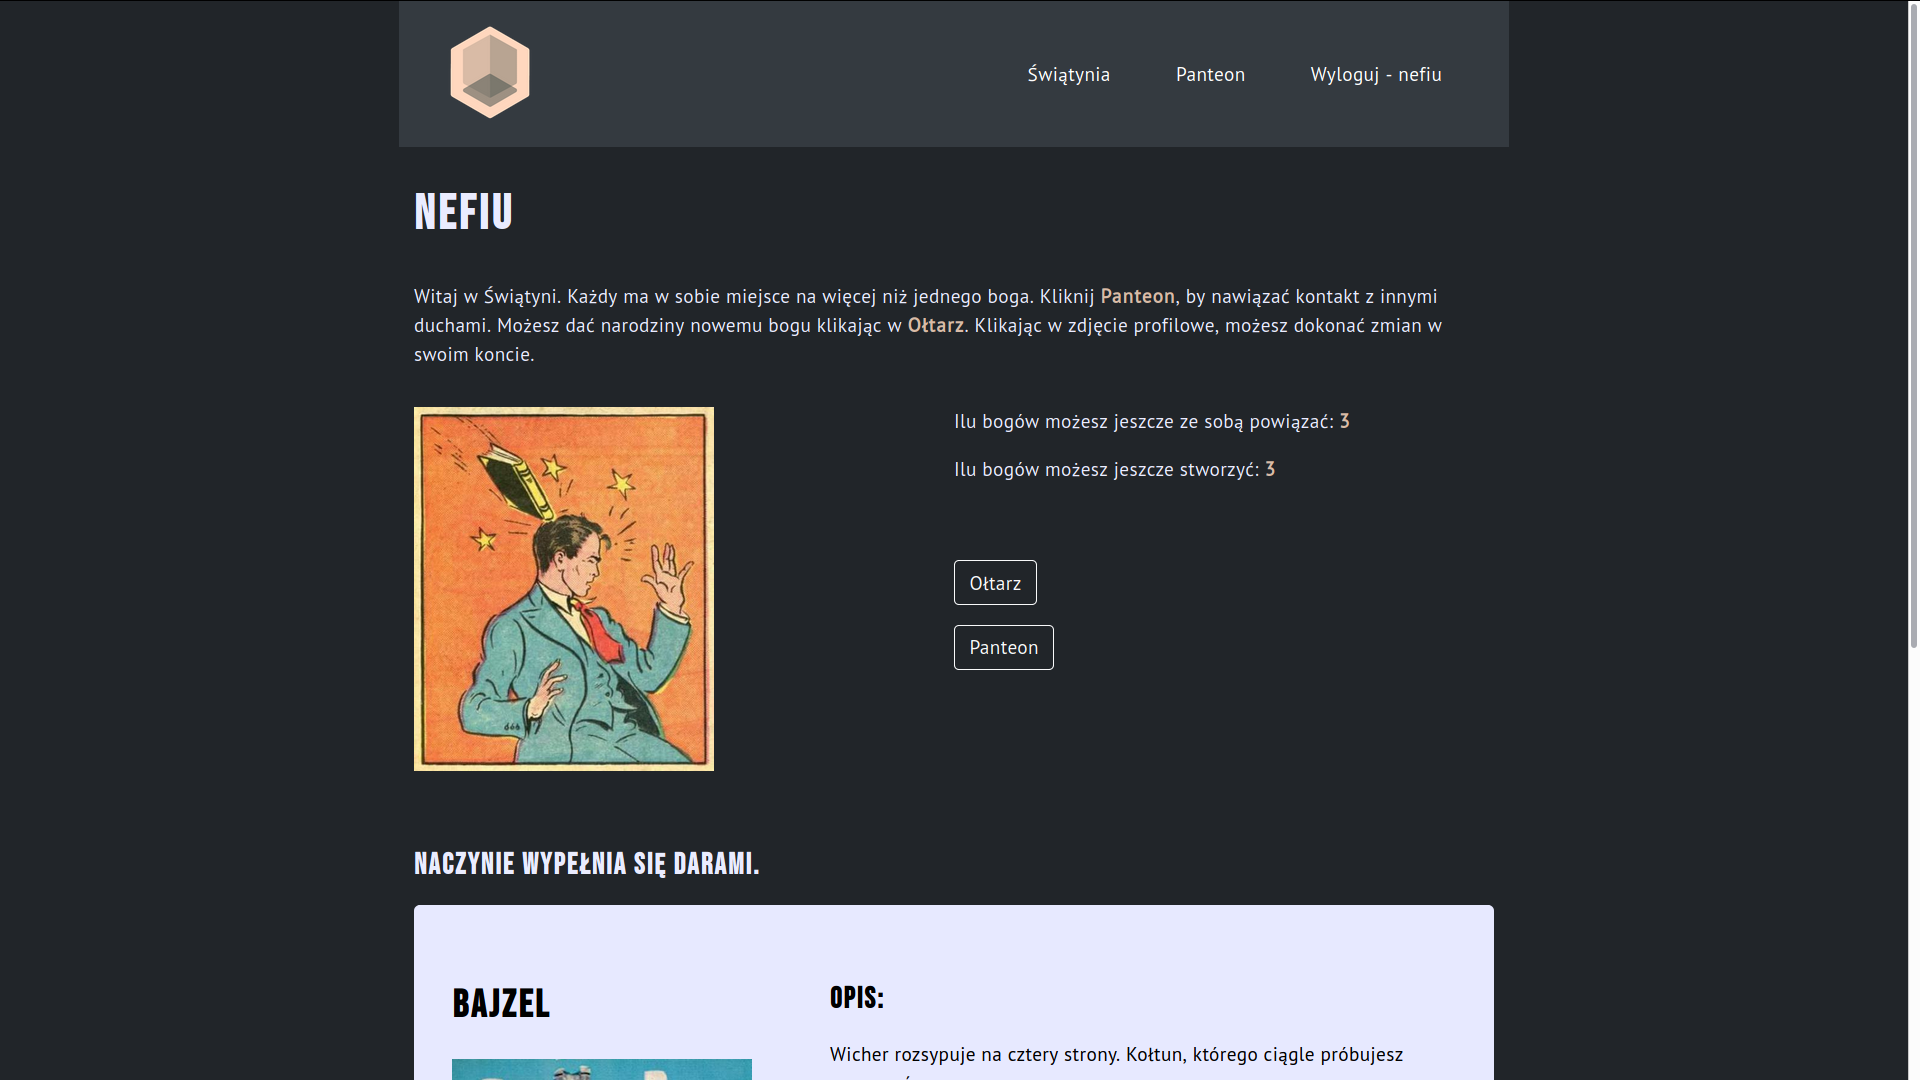 Świątynia
Panteon
Wyloguj - nefiu
NEFIU
Witaj w Świątyni. Każdy ma w sobie miejsce na więcej niż jednego boga. Kliknij Panteon, by nawiązać kontakt z innymi
duchami. Możesz dać narodziny nowemu bogu klikając w Ołtarz. Klikając w zdjęcie profilowe, możesz dokonać zmian w
swoim koncie.
Ilu bogów możesz jeszcze ze sobą powiązać: 3
Ilu bogów możesz jeszcze stworzyć: 3
Ołtarz
Panteon
NACZYNIE WYPEŁNIA SIĘ DARAMI.
BAJZEL
OPIS:
Wicher rozsypuje na cztery strony. Kołtun, którego ciągle próbujesz